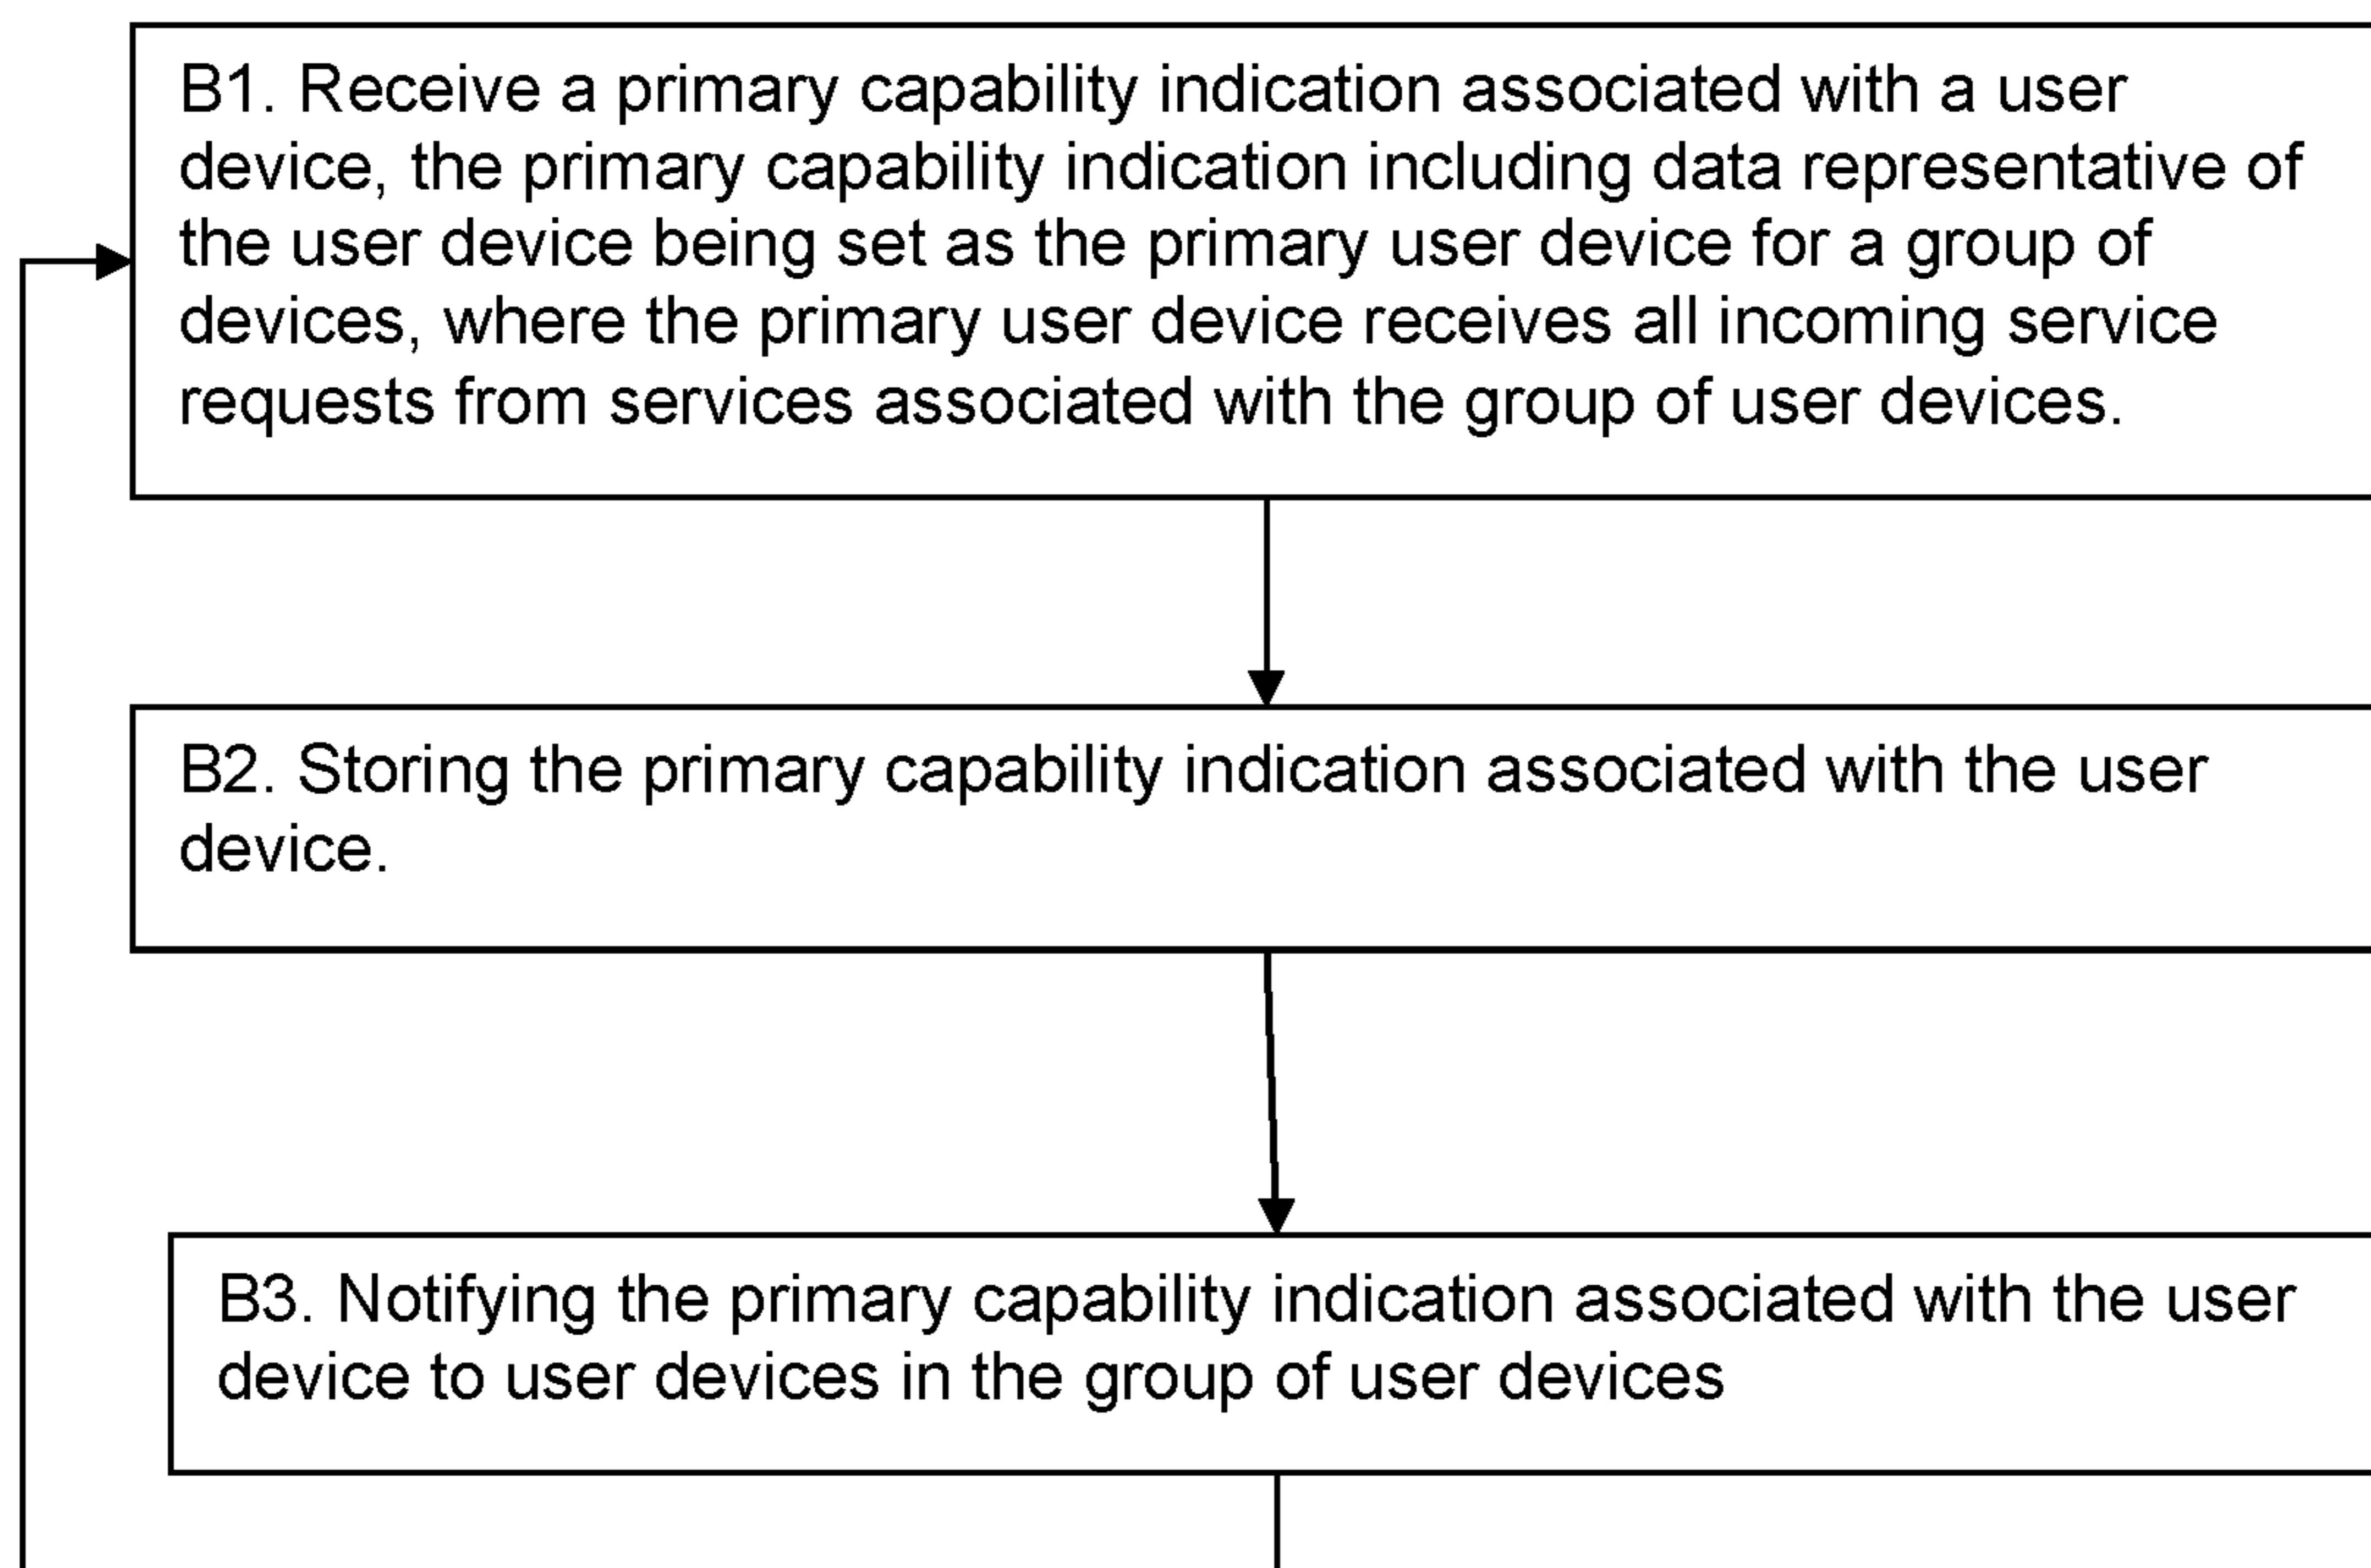 B1. Receive a primary capability indication associated with a user
device, the primary capability indication including data representative of
the user device being set as the primary user device for a group of
devices, where the primary user device receives all incoming service
requests from services associated with the group of user devices.
B2. Storing the primary capability indication associated with the user
device.
B3. Notifying the primary capability indication associated with the user
device to user devices in the group of user devices